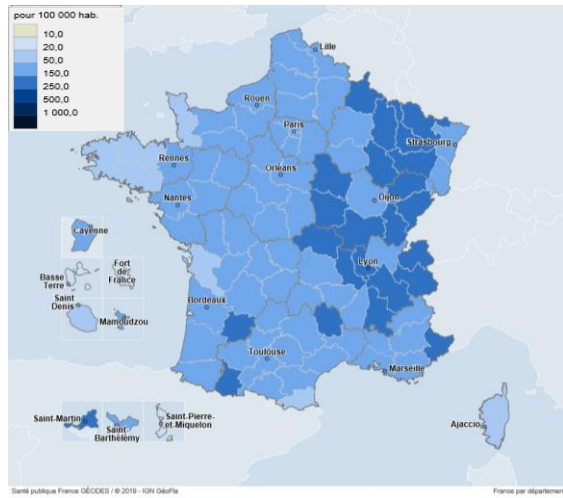 pour 100 000 hab.
10,0
20,0
50,0
150,0
250,0
500,0
1 000,0
Lille
Rouen
Paris
Strasbourg
Rennes
Orléans
Nantes
Dijon
Cayenne
Lyon
Basse
Terre
Fort
de
France
Saint
Denis
Mamoudzou
Bordeaux
Toulouse
Marseille
Saint-Martin
Saint-
Barthélémy
Saint-Pierre-
et-Miquelon
Ajaccio
Santé publique France GÉODES / © 2019 - IGN GéoFla
France par département